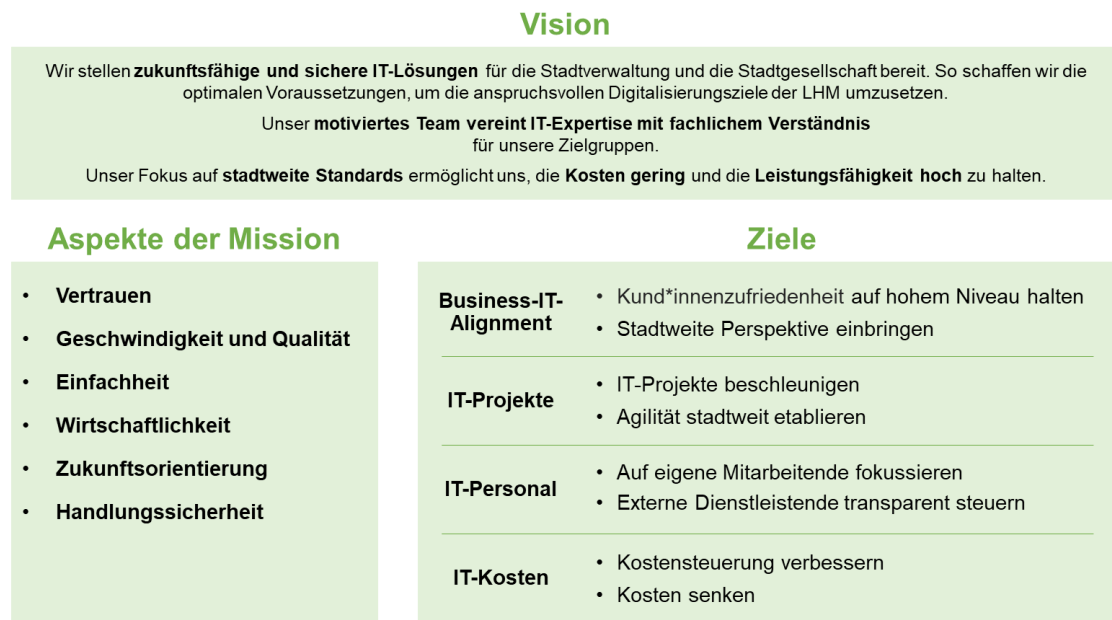 Vision
Wir stellen zukunftsfähige und sichere IT-Lösungen für die Stadtverwaltung und die Stadtgesellschaft bereit. So schaffen wir die
optimalen Voraussetzungen, um die anspruchsvollen Digitalisierungsziele der LHM umzusetzen.
Unser motiviertes Team vereint IT-Expertise mit fachlichem Verständnis
für unsere Zielgruppen.
Unser Fokus auf stadtweite Standards ermöglicht uns, die Kosten gering und die Leistungsfähigkeit hoch zu halten.
Aspekte der Mission
• Vertrauen
• Geschwindigkeit und Qualität
• Einfachheit
• Wirtschaftlichkeit
• Zukunftsorientierung
• Handlungssicherheit
Ziele
Business-IT-
Alignment
• Kund*innenzufriedenheit auf hohem Niveau halten
• Stadtweite Perspektive einbringen
IT-Projekte
• IT-Projekte beschleunigen
• Agilität stadtweit etablieren
IT-Personal
• Auf eigene Mitarbeitende fokussieren
• Externe Dienstleistende transparent steuern
IT-Kosten
• Kostensteuerung verbessern
• Kosten senken